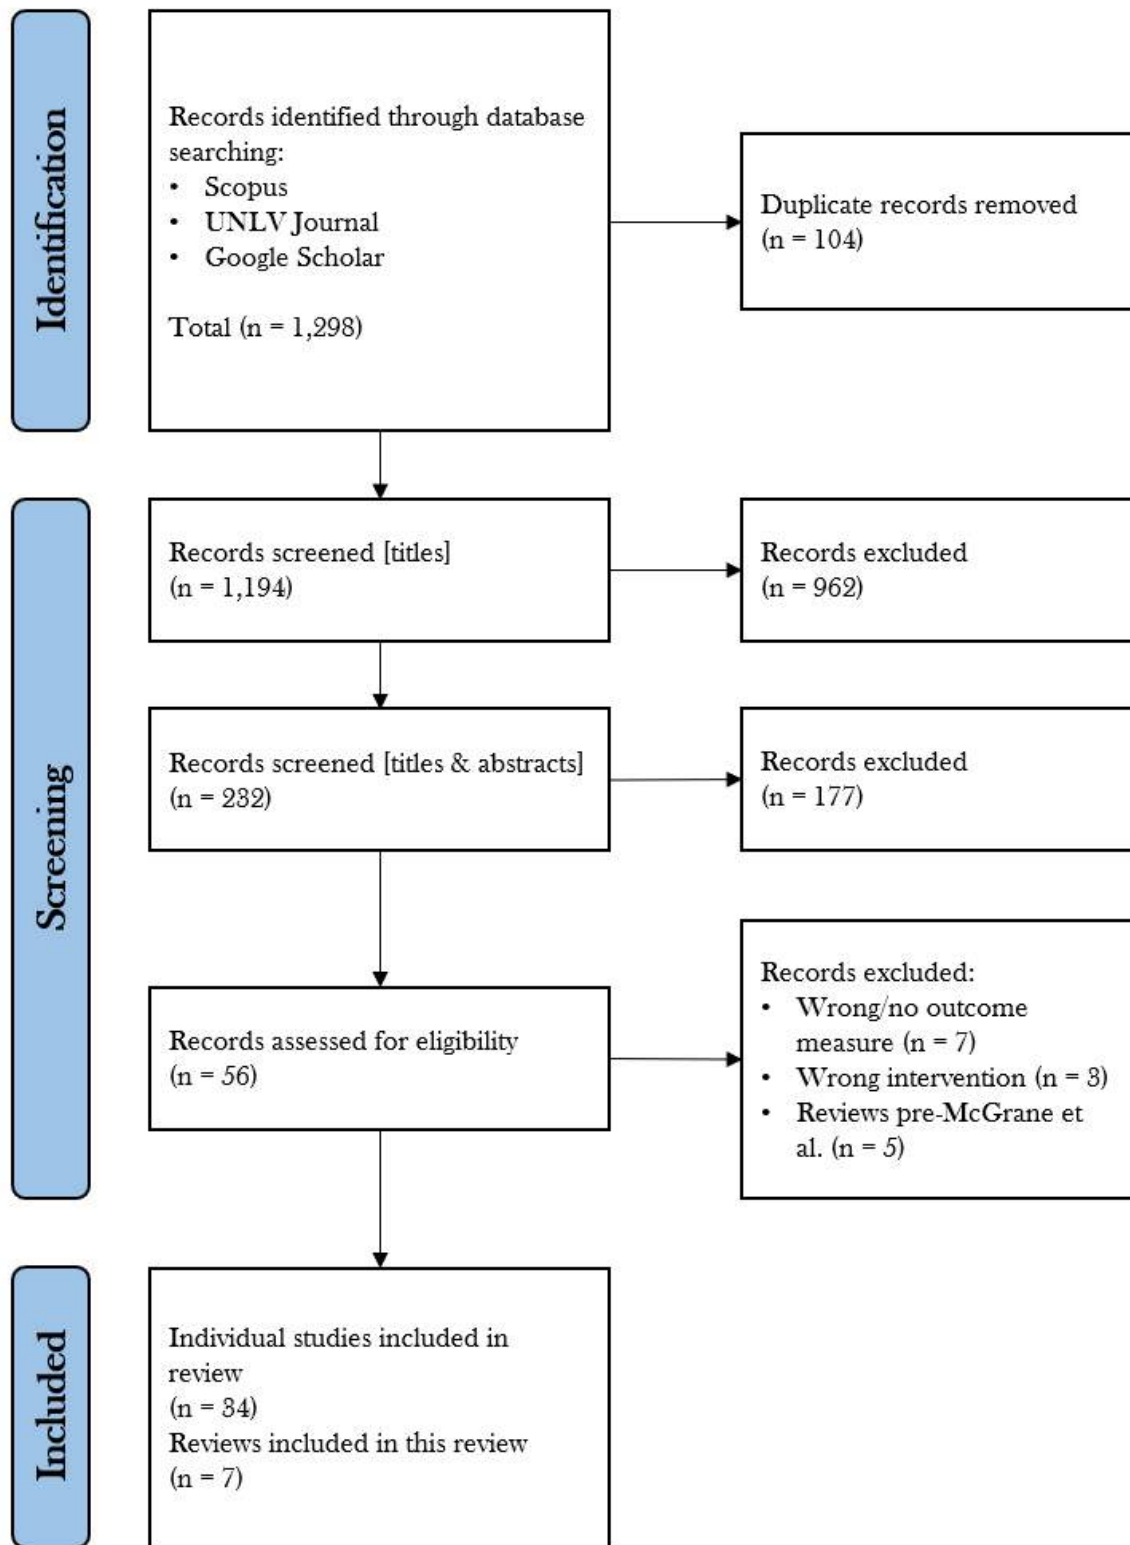 Identification
Records identified through database
searching:
• Scopus
• UNLV Journal
• Google Scholar
Total (n = 1,298)
Duplicate records removed
(n = 104)
Screening
Records screened [titles]
(n = 1,194)
Records excluded
(n = 962)
Records screened [titles & abstracts]
(n = 232)
Records excluded
(n = 177)
Records assessed for eligibility
(n = 56)
Records excluded:
• Wrong/no outcome
measure (n = 7)
• Wrong intervention (n = 3)
• Reviews pre-McGrane et
al. (n = 5)
Included
Individual studies included in
review
(n = 34)
Reviews included in this review
(n = 7)